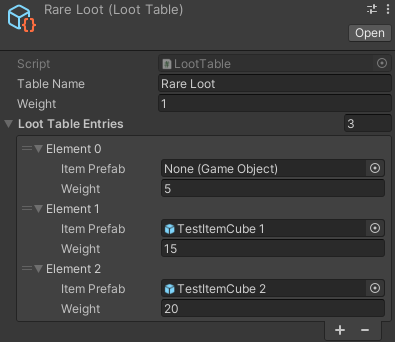 Rare Loot (Loot Table)
Open
Script LootTable
Table Name Rare Loot
Weight 1
Loot Table Entries 3
Element 0
Item Prefab None (Game Object)
Weight 5
Element 1
Item Prefab TestItemCube 1
Weight 15
Element 2
Item Prefab TestItemCube 2
Weight 20